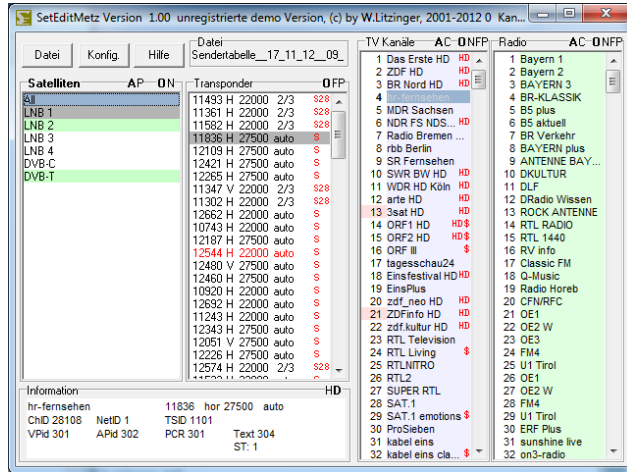 SetEditMetz Version 1.00 unregistrierte demo Version, (c) by W.Litzinger, 2001-2012 0 Kan...
Datei Konfig. Hilfe
Datei
Sendertabelle__17_11_12__09_
Satelliten AP ON
All
LNB 1
LNB 2
LNB 3
LNB 4
DVB-C
DVB-T
Transponder OFP
11493 H 22000 2/3 S28
11361 H 22000 2/3 S28
11582 H 22000 2/3 S28
11836 H 27500 auto S
12109 H 27500 auto S
12421 H 27500 auto S
12265 H 27500 auto S
11347 V 22000 2/3 S28
11302 H 22000 2/3 S28
12662 H 22000 auto S
10743 H 22000 auto S
12187 H 27500 auto S
12544 H 22000 auto S
12480 V 27500 auto S
12460 H 27500 auto S
10920 H 22000 auto S
12692 H 22000 auto S
11243 H 22000 auto S
12343 H 27500 auto S
12051 V 27500 auto S
12226 H 27500 auto S
12574 H 22000 2/3 S28
TV Kanäle AC ONFP
1 Das Erste HD HD
2 ZDF HD HD
3 BR Nord HD HD
4 hr-fernsehen
5 MDR Sachsen
6 NDR FS NDS... HD
7 Radio Bremen ...
8 rbb Berlin
9 SR Fernsehen
10 SWR BW HD HD
11 WDR HD Köln HD
12 arte HD HD
13 3sat HD HD
14 ORF1 HD HD$
15 ORF2 HD HD$
16 ORF III $
17 tagesschau24
18 Einsfestival HD HD
19 EinsPlus
20 zdf_neo HD HD
21 ZDFinfo HD HD
22 zdf.kultur HD HD
23 RTL Television
24 RTL Living $
25 RTLNITRO
26 RTL2
27 SUPER RTL
28 SAT.1
29 SAT.1 emotions $
30 ProSieben
31 kabel eins
32 kabel eins cla... $
Radio AC ONFP
1 Bayern 1
2 Bayern 2
3 BAYERN 3
4 BR-KLASSIK
5 B5 plus
6 B5 aktuell
7 BR Verkehr
8 BAYERN plus
9 ANTENNE BAY...
10 DKULTUR
11 DLF
12 DRadio Wissen
13 ROCK ANTENNE
14 RTL RADIO
15 RTL 1440
16 RV info
17 Classic FM
18 Q-Music
19 Radio Horeb
20 CFN/RFC
21 OE1
22 OE2 W
23 OE3
24 FM4
25 U1 Tirol
26 OE1
27 OE2 W
28 FM4
29 U1 Tirol
30 ERF Plus
31 sunshine live
32 on3-radio
Information HD
hr-fernsehen 11836 hor 27500 auto
ChID 28108 NetID 1 TSID 1101
VPid 301 APid 302 PCR 301 Text 304
ST: 1